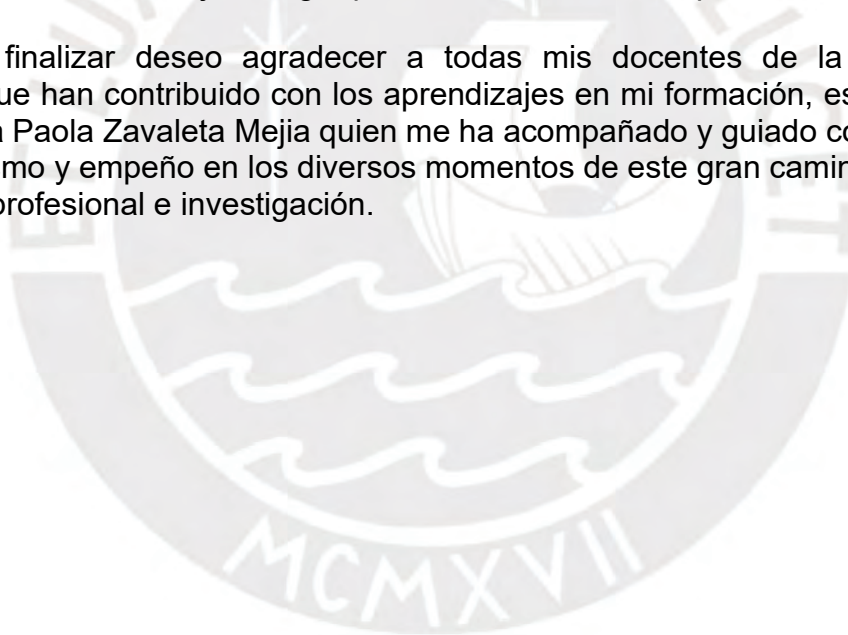 finalizar deseo agradecer a todas mis docentes de la
que han contribuido con los aprendizajes en mi formación, es
a Paola Zavaleta Mejia quien me ha acompañado y guiado co
mo y empeño en los diversos momentos de este gran camin
profesional e investigación.
MCMXVII